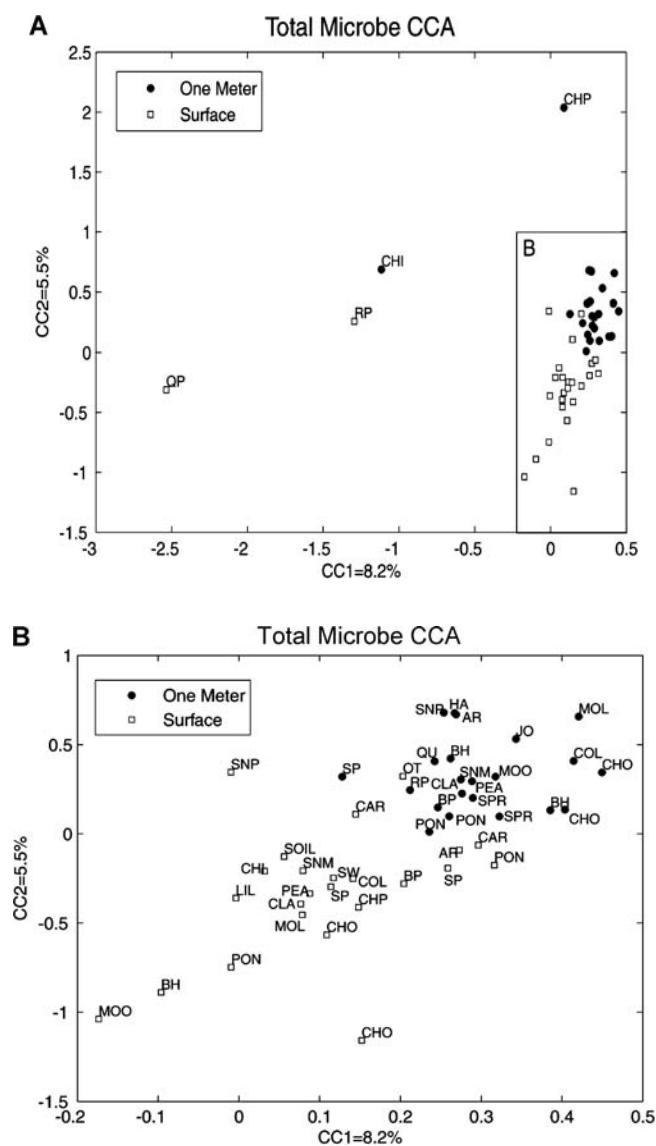 A
Total Microbe CCA
2.5
One Meter
Surface
CHP
2
1.5
1
B
CHI
0.5
RP
CC2=5.5%
0
OP
-0.5
-1
-1.5
-3 -2.5 -2 -1.5 -1 -0.5 0 0.5
CC1=8.2%
B
Total Microbe CCA
1
One Meter
Surface
SNP HA AR MOL
JO
SNP SP QU BH OT COL CHO
0.5
RP CLA SNM MOO PEA
CAR BP SPR BH
PON PON SPR CHO
CC2=5.5%
0
SOIL AR CAR
CHI SNM SW COL BP SP PON
LIL PEA SP CHP
CLA
-0.5
MOL CHO
PON
BH
-1
MOO CHO
-1.5
-0.2 -0.1 0 0.1 0.2 0.3 0.4 0.5
CC1=8.2%